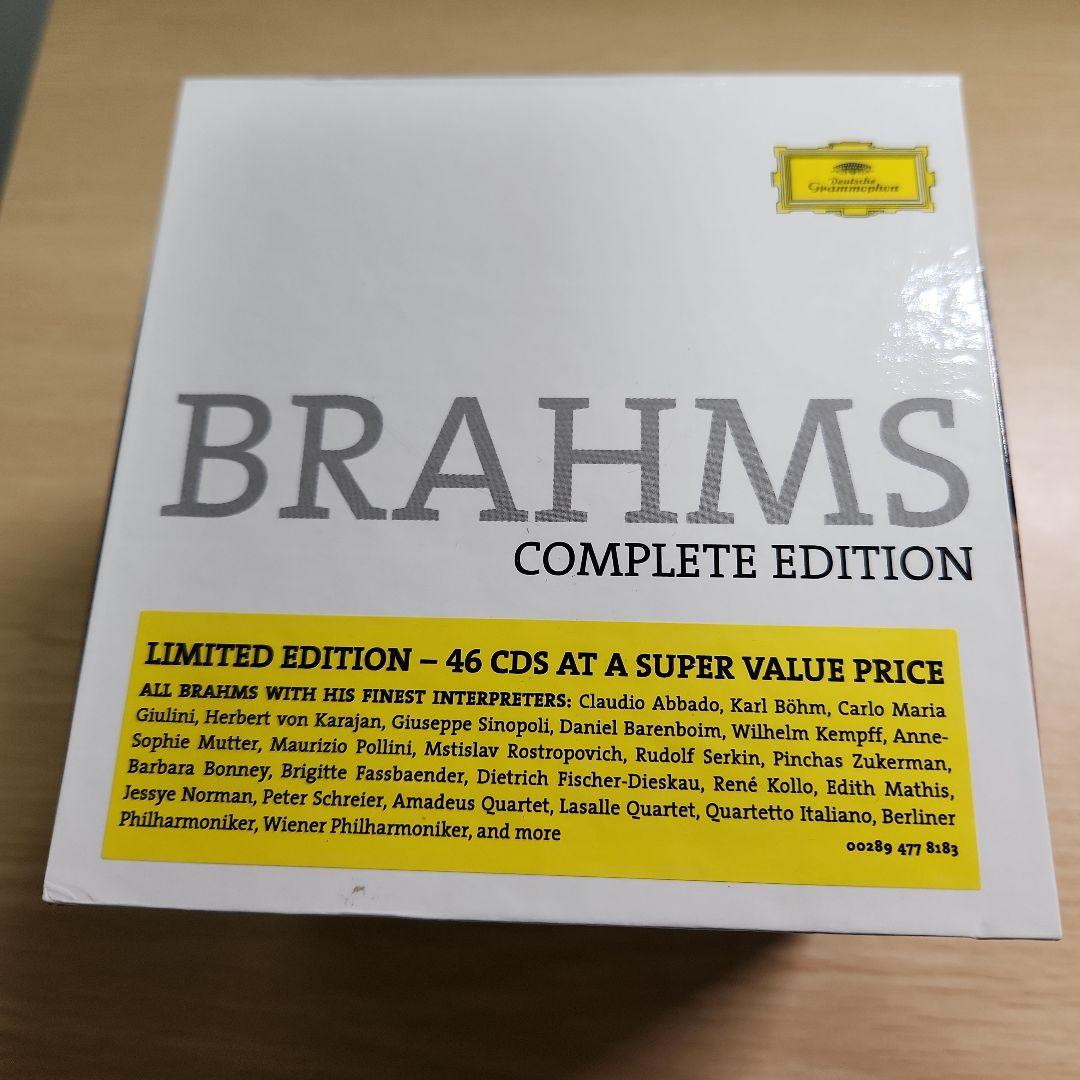 Deutsche
Grammophon
BRAHMS
COMPLETE EDITION
LIMITED EDITION – 46 CDS AT A SUPER VALUE PRICE
ALL BRAHMS WITH HIS FINEST INTERPRETERS: Claudio Abbado, Karl Böhm, Carlo Maria
Giulini, Herbert von Karajan, Giuseppe Sinopoli, Daniel Barenboim, Wilhelm Kempff, Anne-
Sophie Mutter, Maurizio Pollini, Mstislav Rostropovich, Rudolf Serkin, Pinchas Zukerman,
Barbara Bonney, Brigitte Fassbaender, Dietrich Fischer-Dieskau, René Kollo, Edith Mathis,
Jessye Norman, Peter Schreier, Amadeus Quartet, Lasalle Quartet, Quartetto Italiano, Berliner
Philharmoniker, Wiener Philharmoniker, and more
00289 477 8183